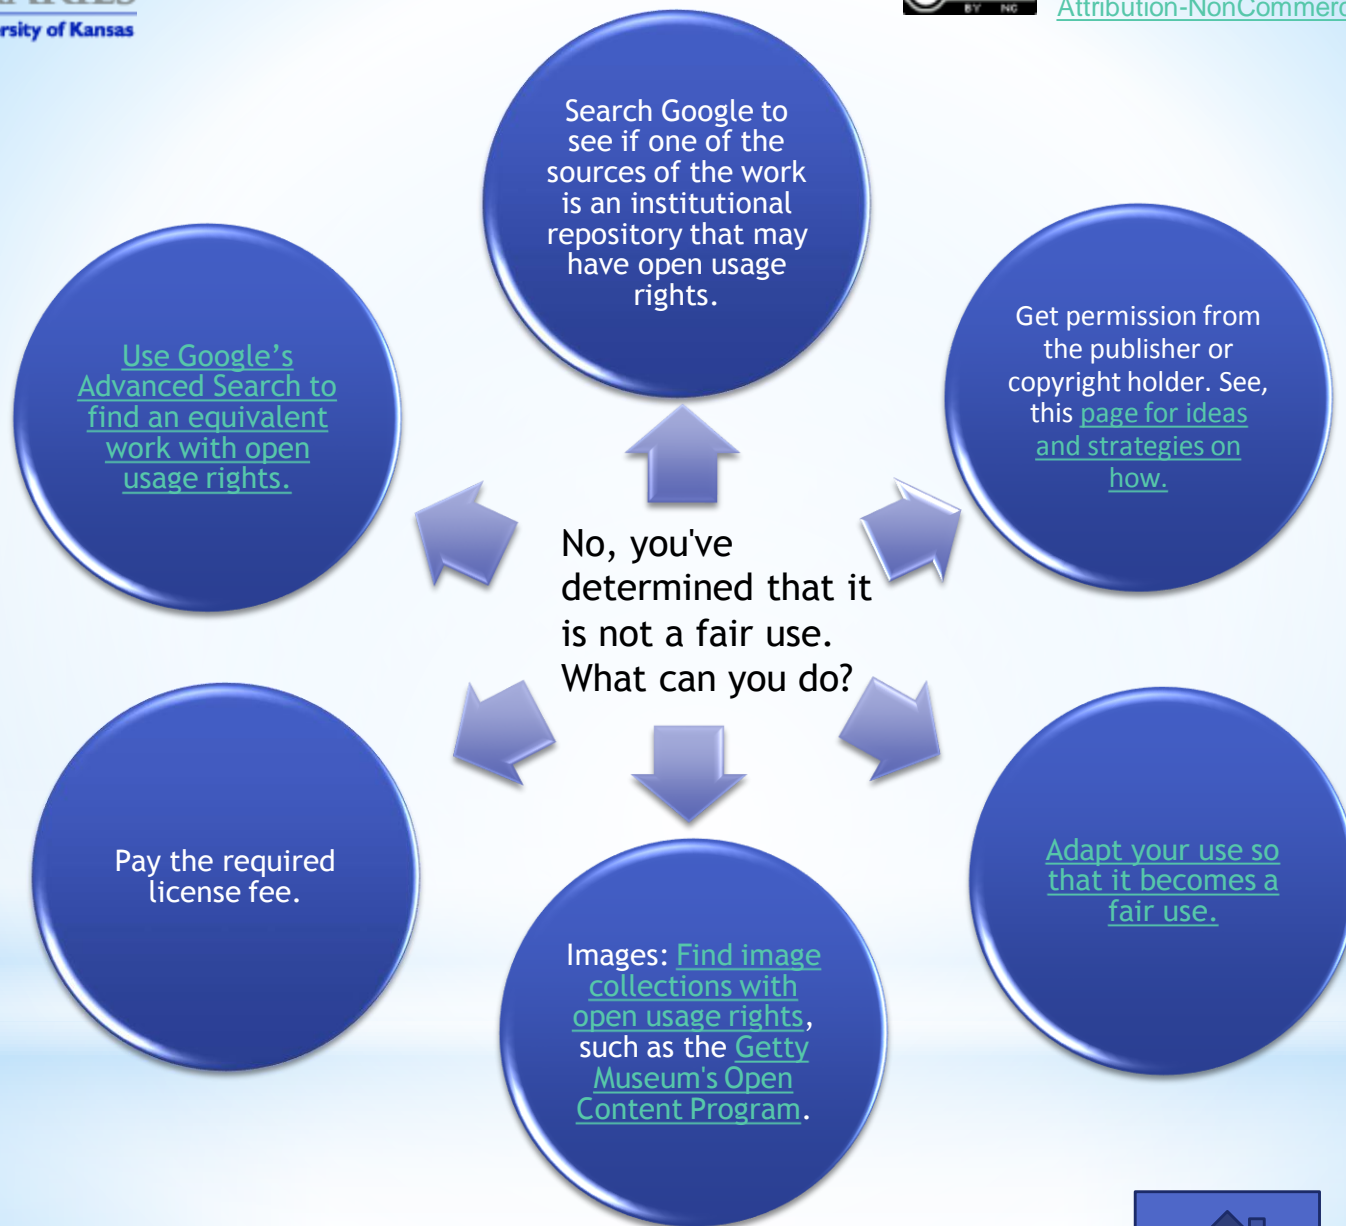 University of Kansas
BY NC
Attribution-NonCommerc
Search Google to
see if one of the
sources of the work
is an institutional
repository that may
have open usage
rights.
Use Google’s
Advanced Search to
find an equivalent
work with open
usage rights.
Get permission from
the publisher or
copyright holder. See,
this page for ideas
and strategies on
how.
No, you've
determined that it
is not a fair use.
What can you do?
Pay the required
license fee.
Adapt your use so
that it becomes a
fair use.
Images: Find image
collections with
open usage rights,
such as the Getty
Museum's Open
Content Program.